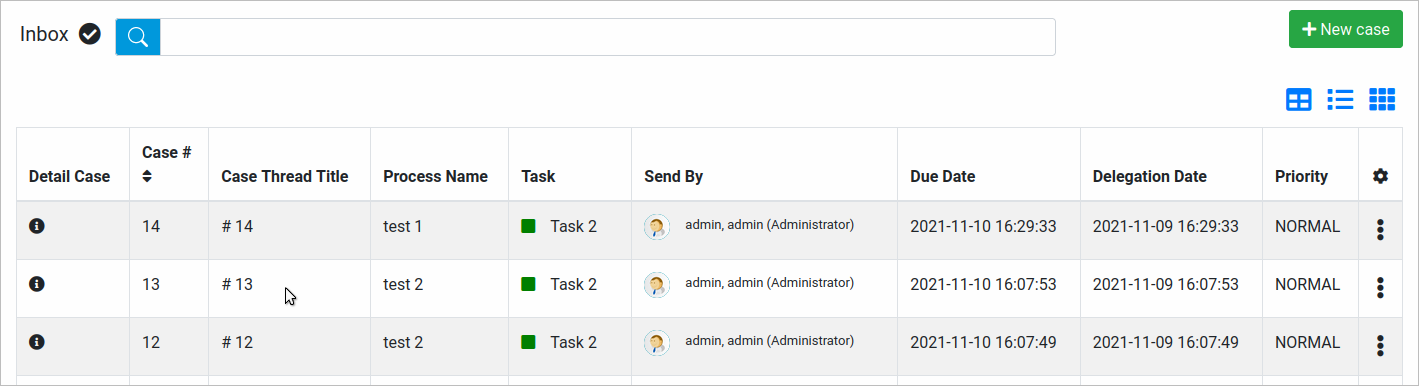 Inbox
New case
Detail Case Case # Case Thread Title Process Name Task Send By Due Date Delegation Date Priority
14 # 14 test 1 Task 2 admin, admin (Administrator) 2021-11-10 16:29:33 2021-11-09 16:29:33 NORMAL
13 # 13 test 2 Task 2 admin, admin (Administrator) 2021-11-10 16:07:53 2021-11-09 16:07:53 NORMAL
12 # 12 test 2 Task 2 admin, admin (Administrator) 2021-11-10 16:07:49 2021-11-09 16:07:49 NORMAL